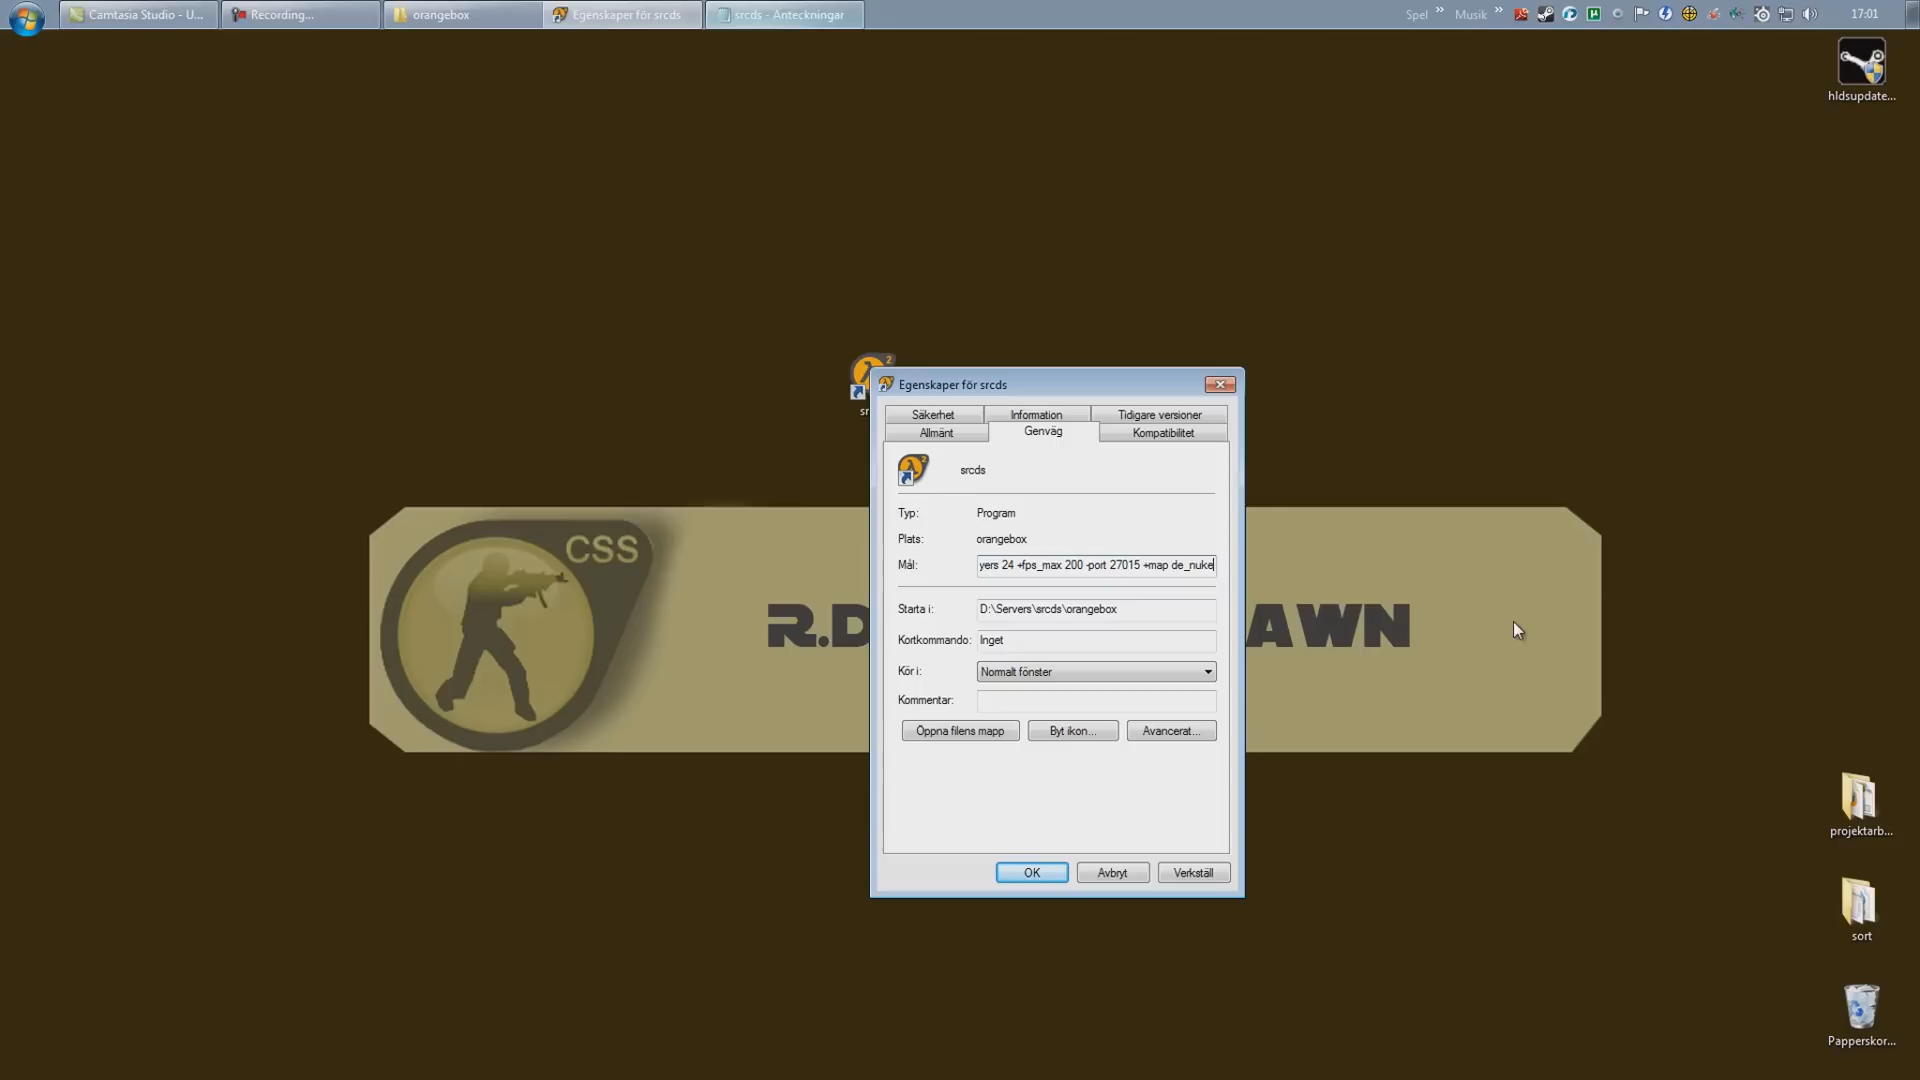 Camtasia Studio - U...
Recording...
orangebox
Egenskaper för srcds
srcds - Anteckningar
Spel »
Musik »
17:01
hldsupdate...
2
sr
Egenskaper för srcds
Säkerhet
Information
Tidigare versioner
Allmänt
Genväg
Kompatibilitet
srcds
Typ: Program
Plats: orangebox
Mål: yers 24 +fps_max 200 -port 27015 +map de_nuke
Starta i: D:\Servers\srcds\orangebox
Kortkommando: Inget
Kör i: Normalt fönster
Kommentar:
Öppna filens mapp
Byt ikon...
Avancerat...
OK
Avbryt
Verkställ
CSS
R.D
AWN
projektarb...
sort
Papperskor...